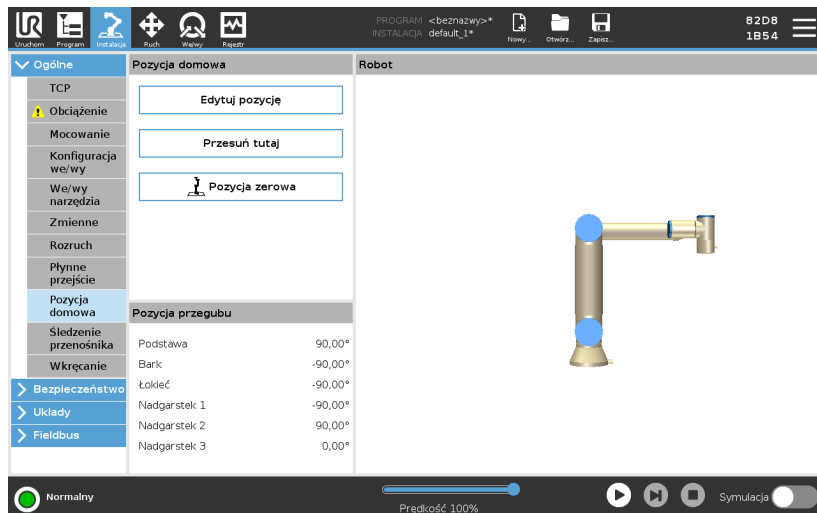 Uruchom
Program
Instalacja
Ruch
We/wy
Rejestr
PROGRAM <beznazwy>*
INSTALACJA default_1*
Nowy...
Otwórz...
Zapisz...
82D8
1B54
Ogólne
TCP
Obciążenie
Mocowanie
Konfiguracja
we/wy
We/wy
narzędzia
Zmienne
Rozruch
Płynne
przejście
Pozycja
domowa
Śledzenie
przenośnika
Wkręcanie
Bezpieczeństwo
Układy
Fieldbus
Pozycja domowa
Edytuj pozycję
Przesuń tutaj
Pozycja zerowa
Pozycja przegubu
Podstawa 90,00°
Bark -90,00°
Łokieć -90,00°
Nadgarstek 1 -90,00°
Nadgarstek 2 90,00°
Nadgarstek 3 0,00°
Robot
Normalny
Prędkość 100%
Symulacja